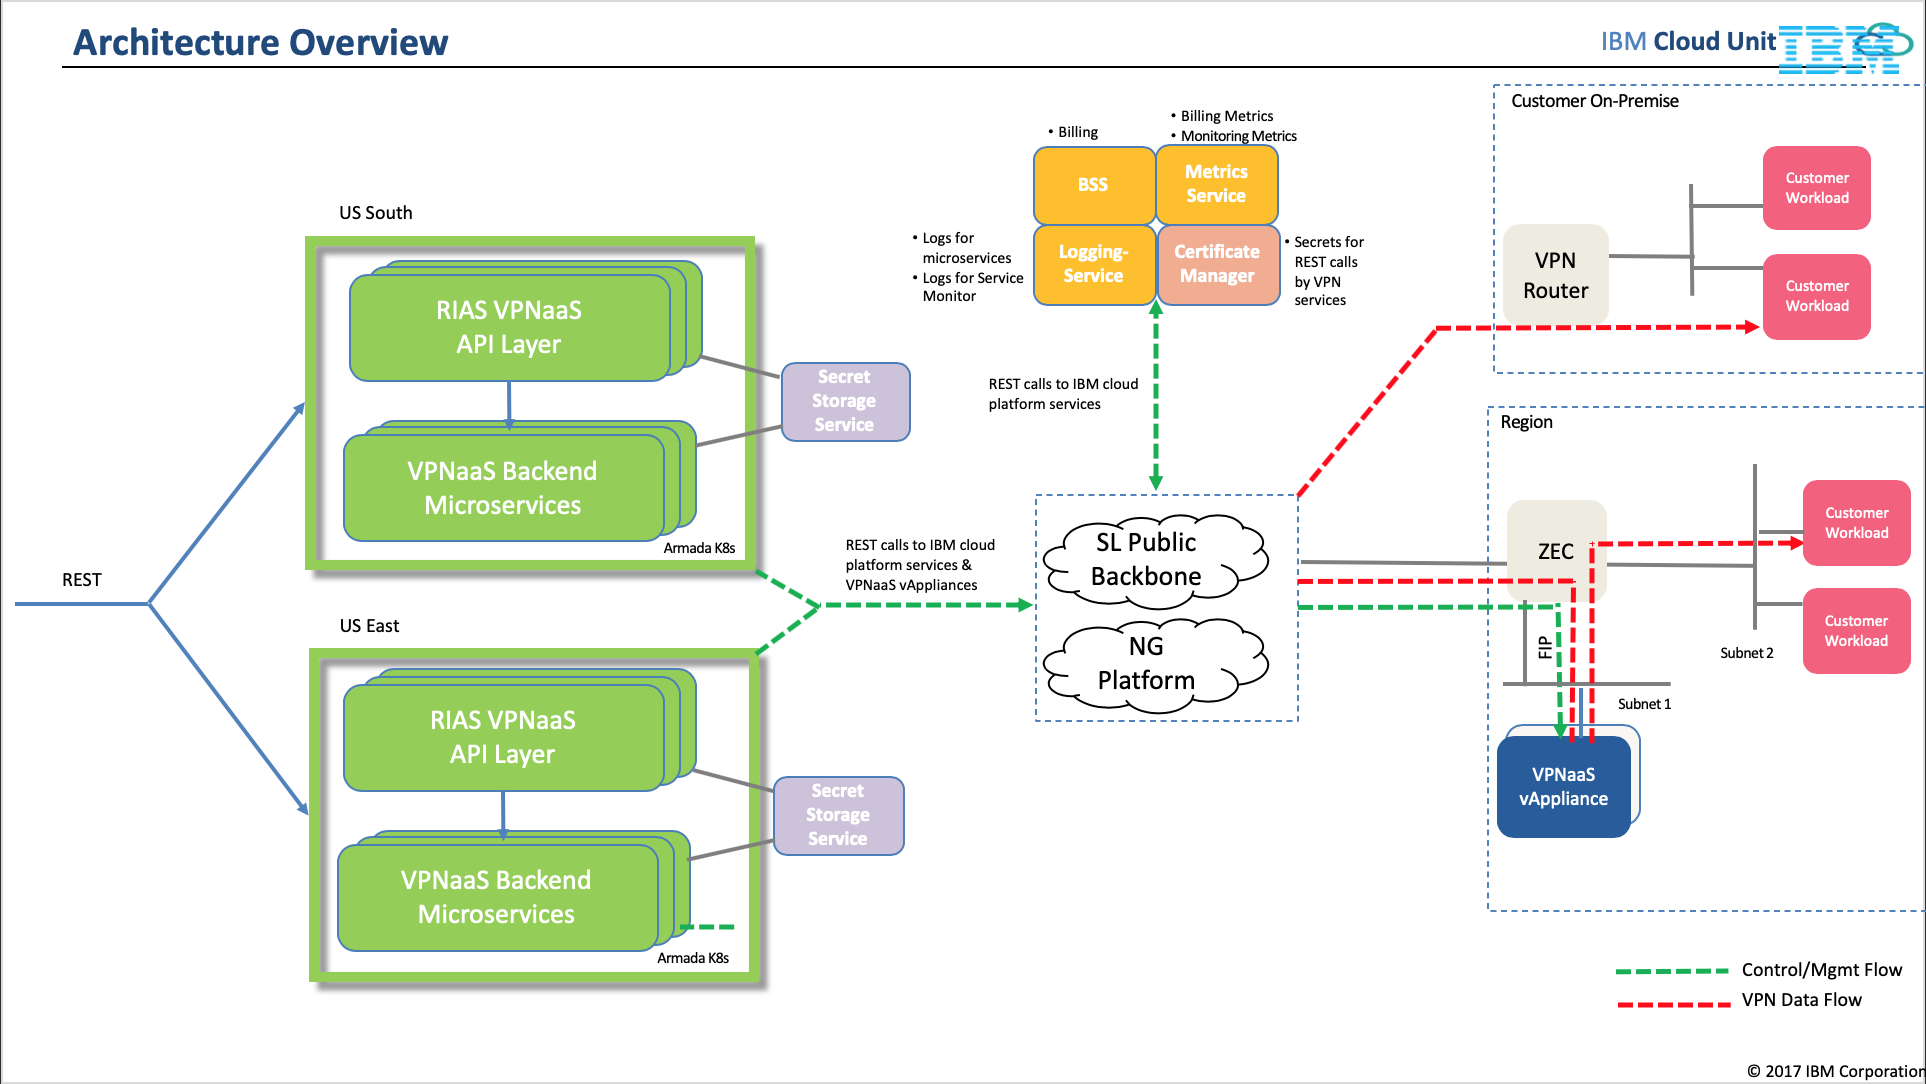 Architecture Overview
IBM Cloud Unit
IBM
US South
RIAS VPNaaS
API Layer
VPNaaS Backend
Microservices
Armada K8s
Secret
Storage
Service
REST
US East
RIAS VPNaaS
API Layer
VPNaaS Backend
Microservices
Armada K8s
Secret
Storage
Service
REST calls to IBM cloud
platform services &
VPNaaS vAppliances
• Billing
• Billing Metrics
• Monitoring Metrics
BSS
Metrics
Service
Logging-
Service
Certificate
Manager
• Logs for
microservices
• Logs for Service
Monitor
• Secrets for
REST calls
by VPN
services
REST calls to IBM cloud
platform services
SL Public
Backbone
NG
Platform
Customer On-Premise
VPN
Router
Customer
Workload
Customer
Workload
Region
ZEC
FIP
Customer
Workload
Customer
Workload
Subnet 2
Subnet 1
VPNaaS
vAppliance
Control/Mgmt Flow
VPN Data Flow
© 2017 IBM Corporation